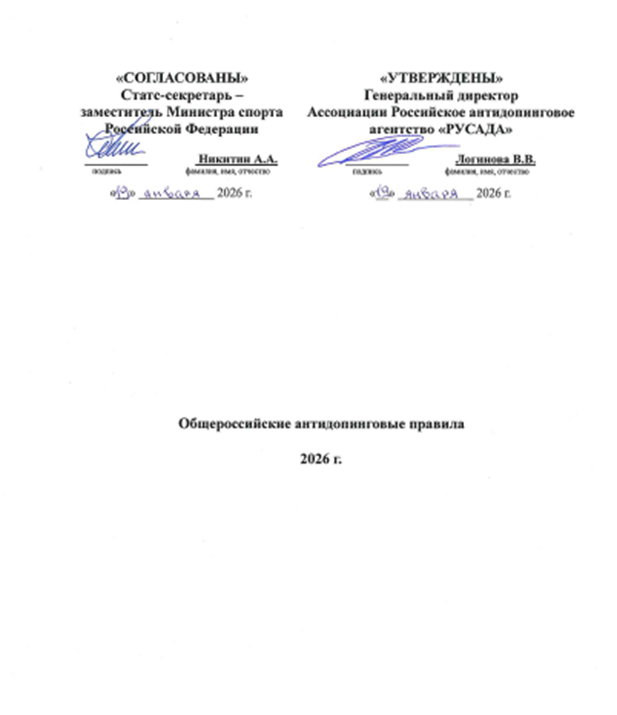 «СОГЛАСОВАНЫ»
Статс-секретарь –
заместитель Министра спорта
Российской Федерации
Никитин А.А.
подпись
фамилия, имя, отчество
«19» января 2026 г.
«УТВЕРЖДЕНЫ»
Генеральный директор
Ассоциации Российское антидопинговое
агентство «РУСАДА»
Логинова В.В.
подпись
фамилия, имя, отчество
«19» января 2026 г.
Общероссийские антидопинговые правила
2026 г.